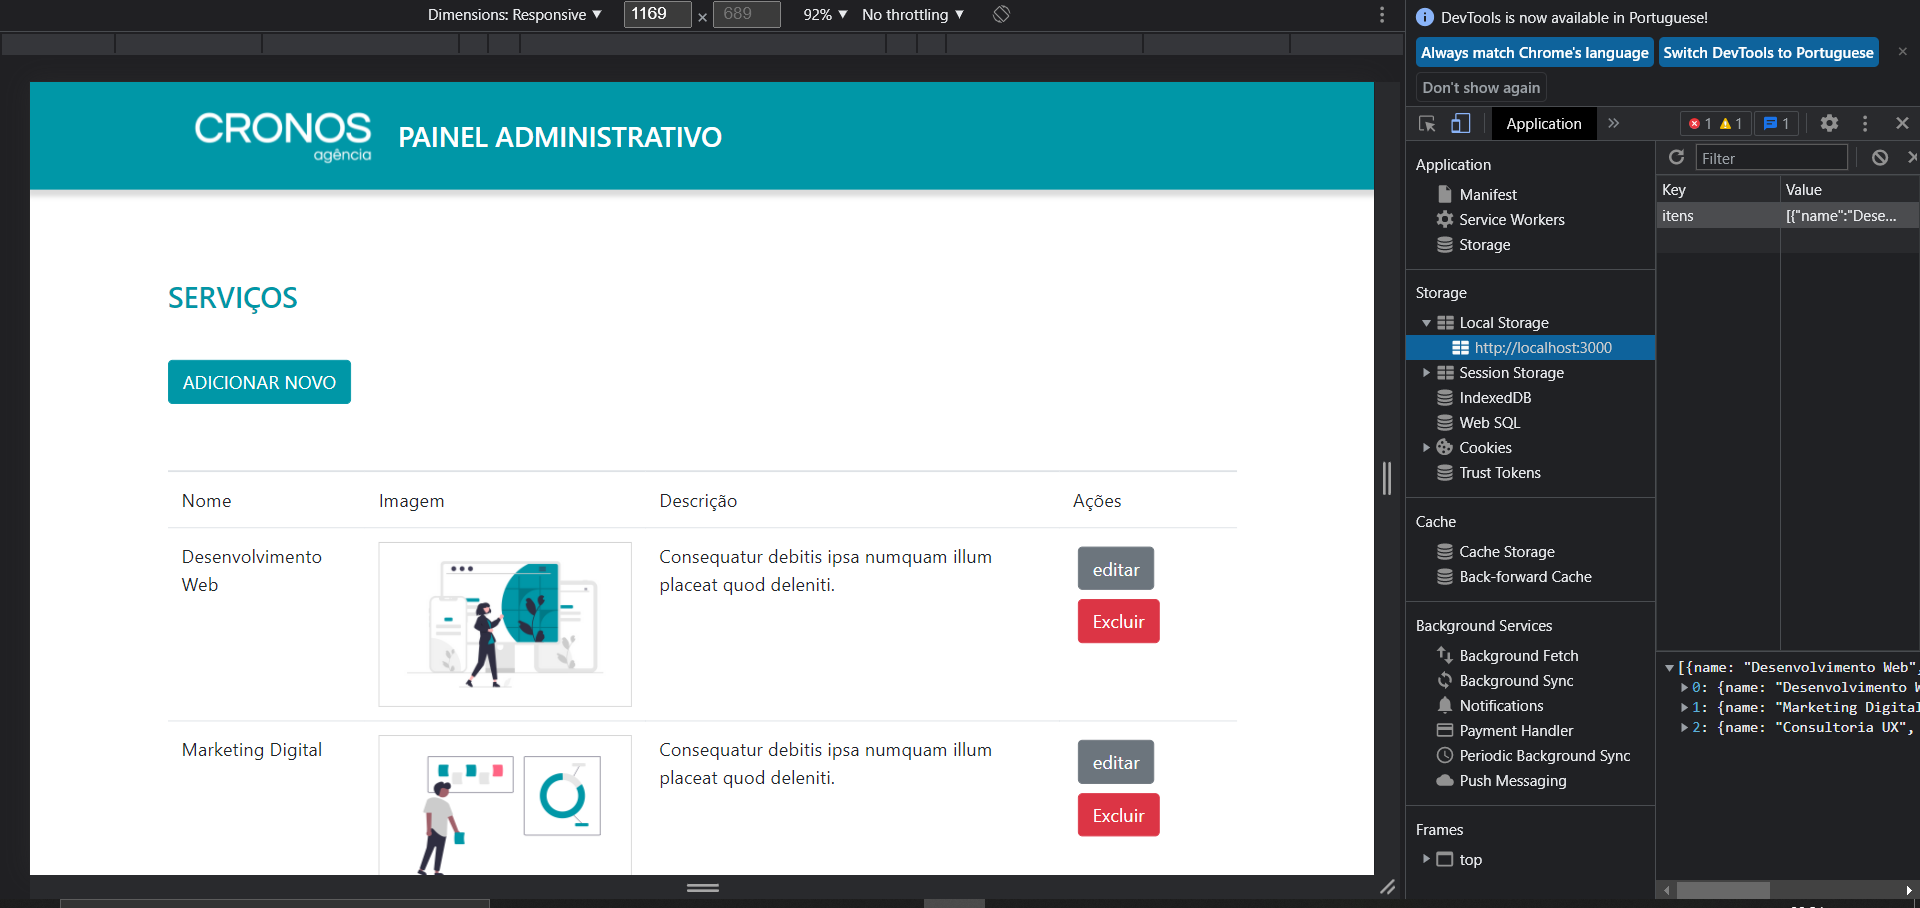 Dimensions: Responsive ▼ 1169 × 689 92% ▼ No throttling ▼
DevTools is now available in Portuguese!
Always match Chrome's language Switch DevTools to Portuguese
Don't show again
CRONOS
agência
PAINEL ADMINISTRATIVO
SERVIÇOS
ADICIONAR NOVO
Nome Imagem Descrição Ações
Desenvolvimento
Web
Consequatur debitis ipsa numquam illum
placeat quod deleniti.
editar
Excluir
Marketing Digital
Consequatur debitis ipsa numquam illum
placeat quod deleniti.
editar
Excluir
Application
1 1 1
Application
Manifest
Service Workers
Storage
Storage
Local Storage
http://localhost:3000
Session Storage
IndexedDB
Web SQL
Cookies
Trust Tokens
Cache
Cache Storage
Back-forward Cache
Background Services
Background Fetch
Background Sync
Notifications
Payment Handler
Periodic Background Sync
Push Messaging
Frames
top
Filter
Key Value
itens [{"name":"Dese...
[{name: "Desenvolvimento Web",
0: {name: "Desenvolvimento W
1: {name: "Marketing Digital
2: {name: "Consultoria UX",